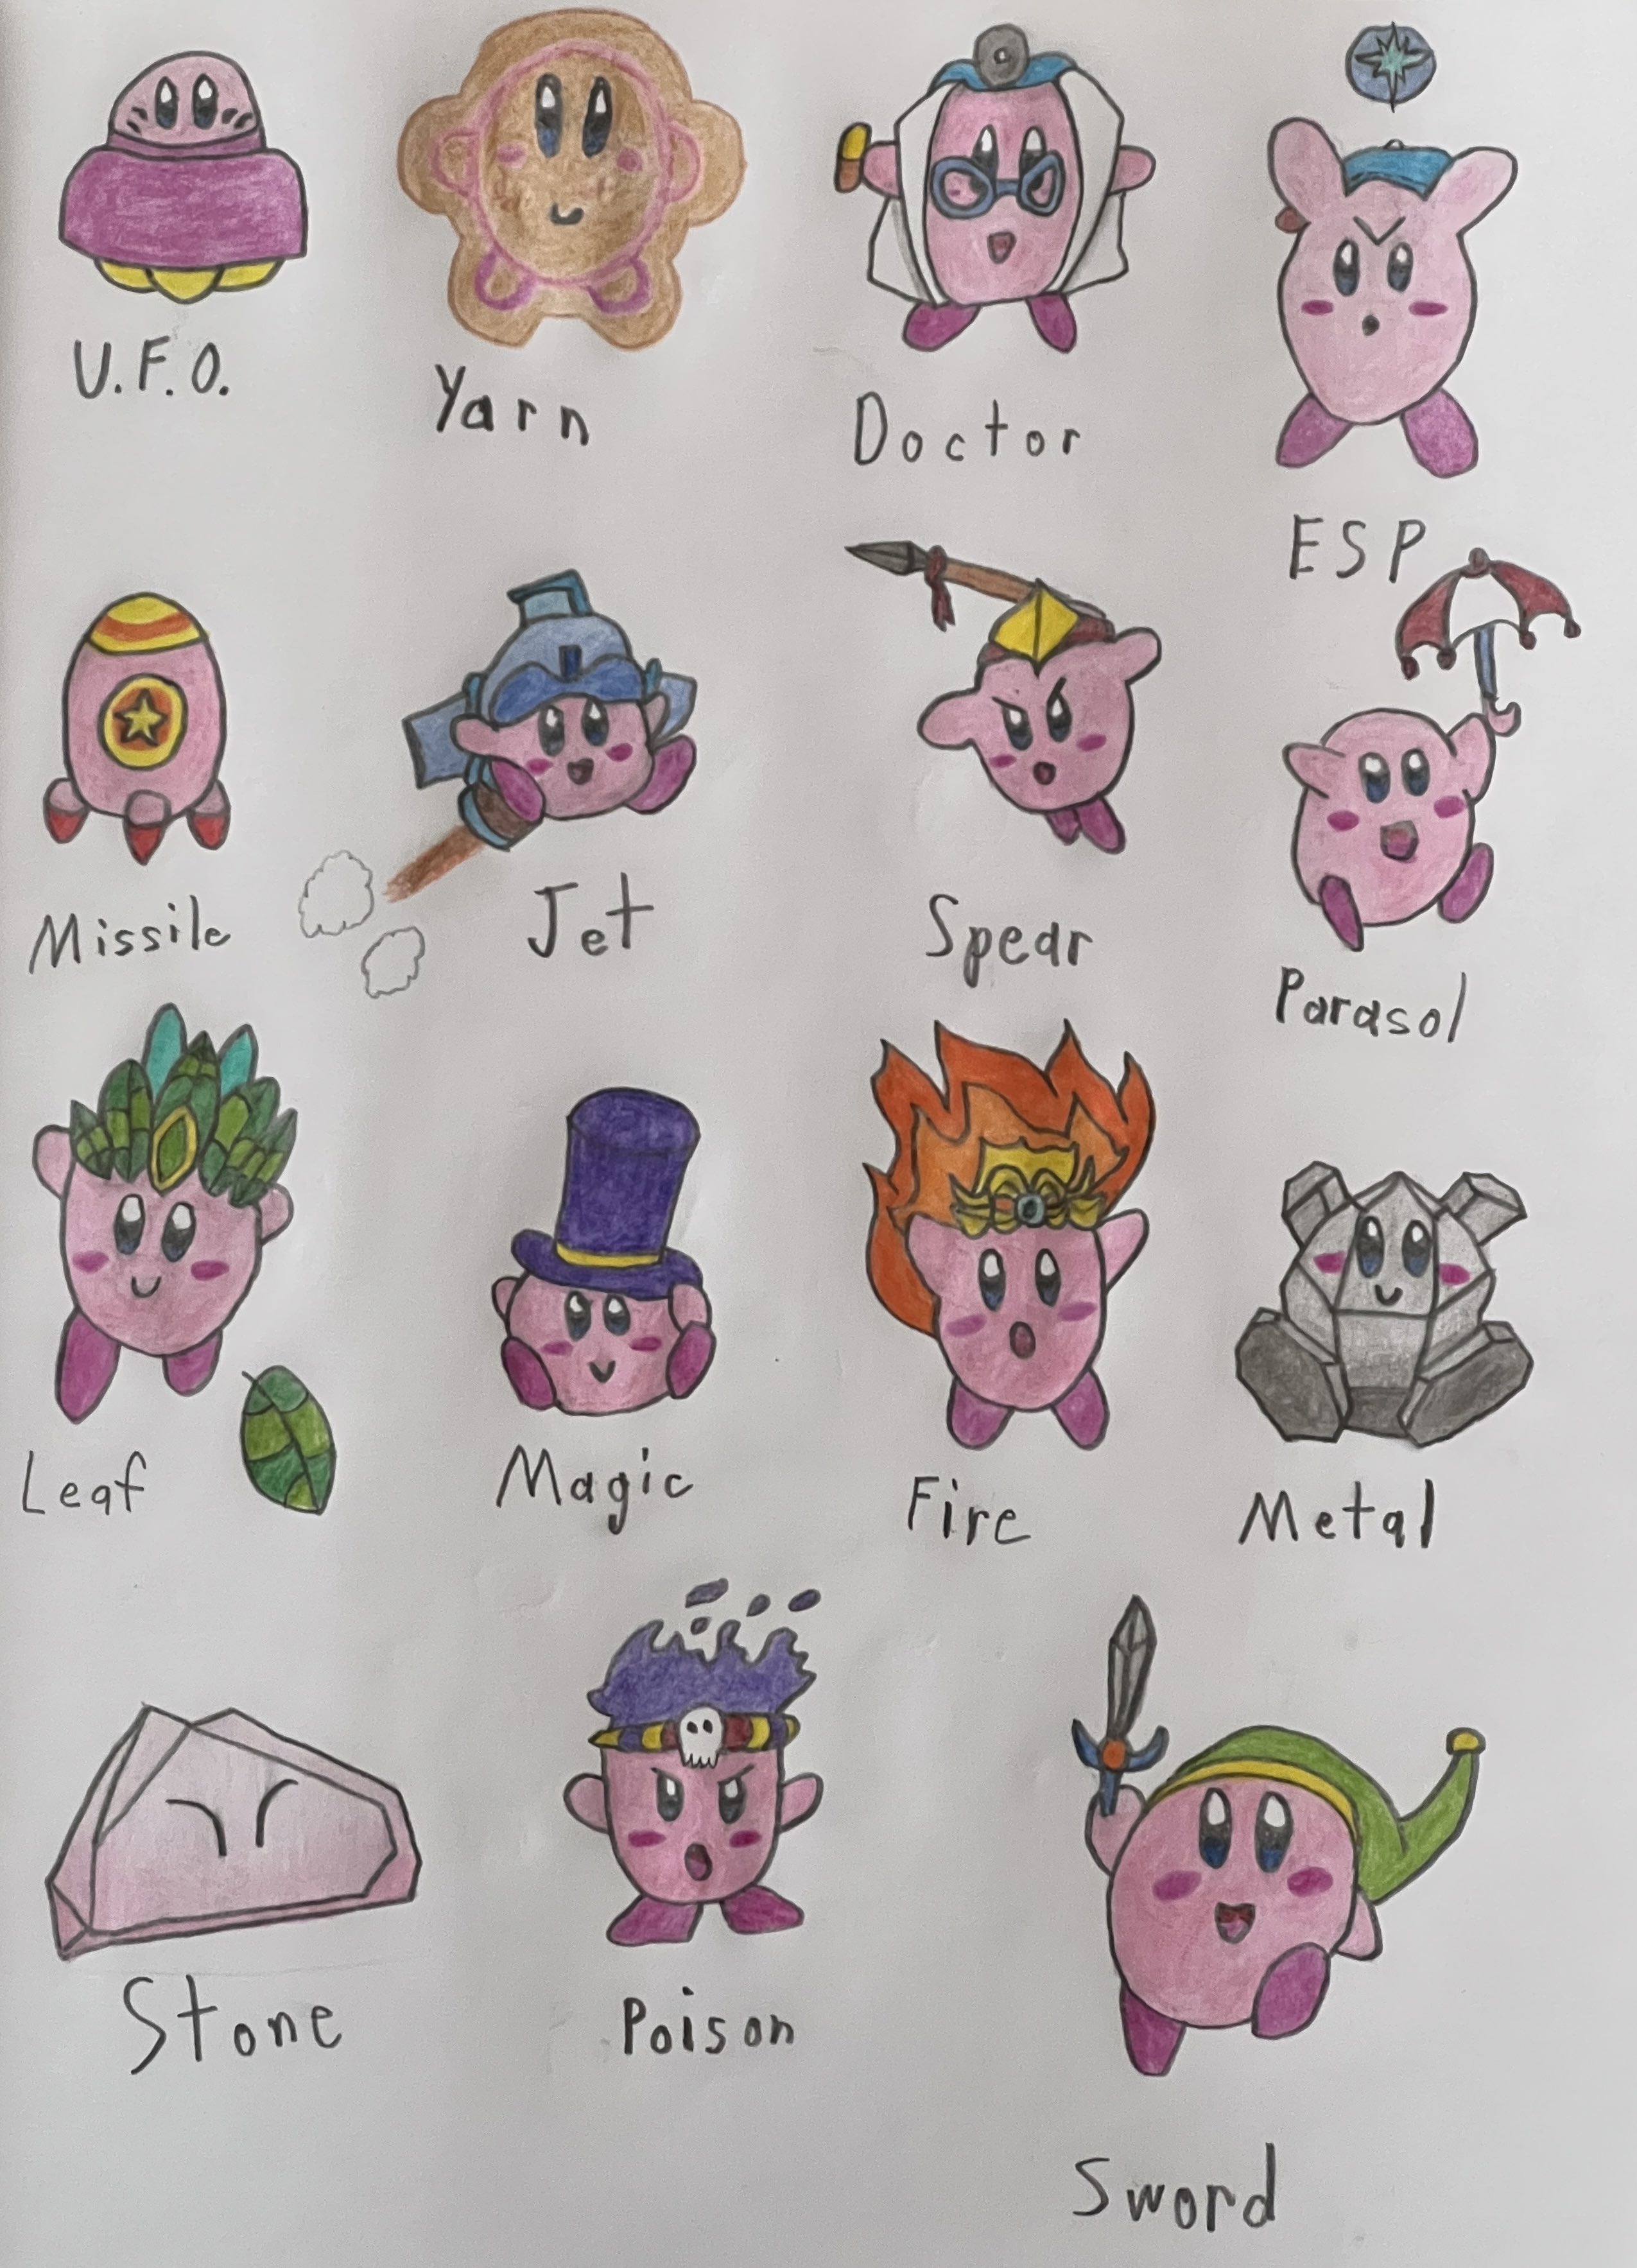 U.F.O.
Yarn
Doctor
ESP
Missile
Jet
Spear
Parasol
Leaf
Magic
Fire
Metal
Stone
Poison
Sword